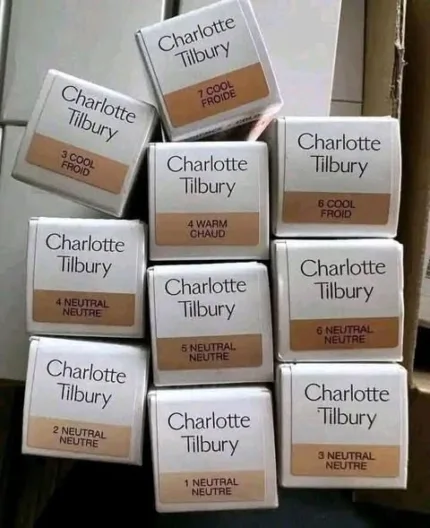 Charlotte
Tilbury
7 COOL
FROIDE
Charlotte
Tilbury
3 COOL
FROID
Charlotte
Tilbury
4 WARM
CHAUD
Charlotte
Tilbury
6 COOL
FROID
Charlotte
Tilbury
4 NEUTRAL
NEUTRE
Charlotte
Tilbury
5 NEUTRAL
NEUTRE
Charlotte
Tilbury
6 NEUTRAL
NEUTRE
Charlotte
Tilbury
2 NEUTRAL
NEUTRE
Charlotte
Tilbury
1 NEUTRAL
NEUTRE
Charlotte
Tilbury
3 NEUTRAL
NEUTRE